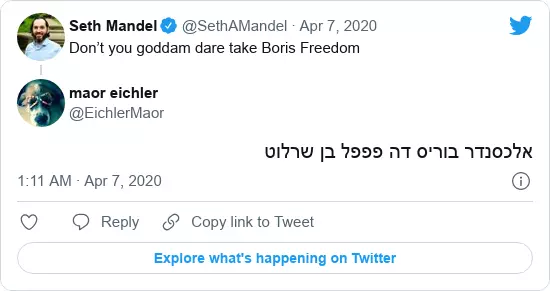 Seth Mandel @SethAMandel · Apr 7, 2020
Don’t you goddam dare take Boris Freedom
maor eichler
@EichlerMaor
אלכסנדר בוריס דה פפפל בן שרלוט
1:11 AM · Apr 7, 2020
Reply Copy link to Tweet
Explore what's happening on Twitter